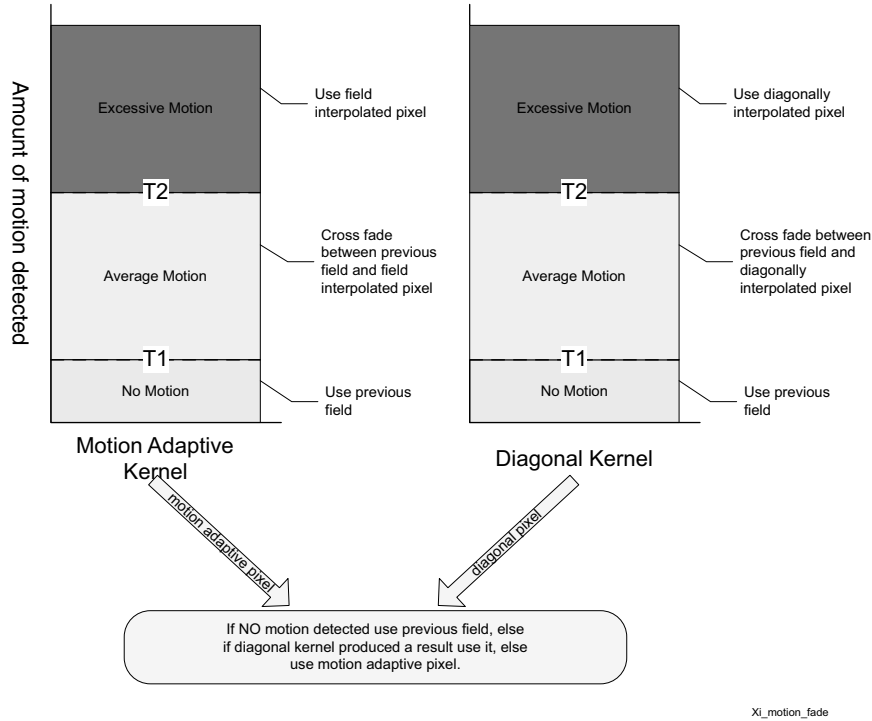 Amount of motion detected
Excessive Motion
Use field
interpolated pixel
T2
Average Motion
Cross fade
between previous
field and field
interpolated pixel
T1
No Motion
Use previous
field
Motion Adaptive
Kernel
Excessive Motion
Use diagonally
interpolated pixel
T2
Average Motion
Cross fade between
previous field and
diagonally
interpolated pixel
T1
No Motion
Use previous
field
Diagonal Kernel
motion adaptive pixel
diagonal pixel
If NO motion detected use previous field, else
if diagonal kernel produced a result use it, else
use motion adaptive pixel.
Xi_motion_fade